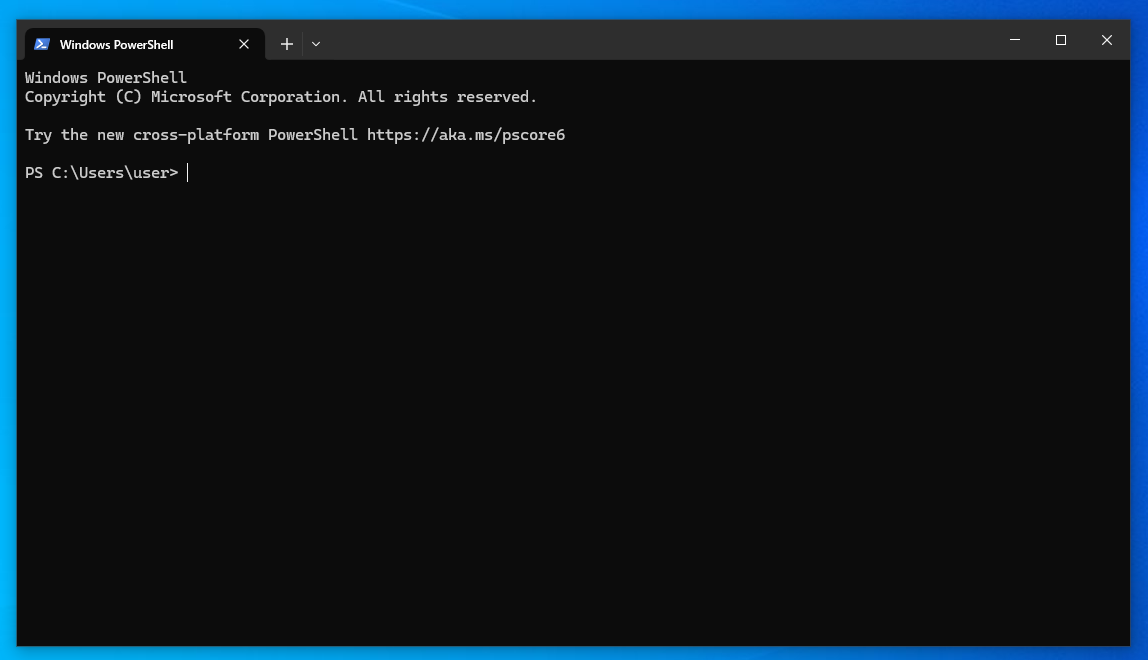 Windows PowerShell
Windows PowerShell
Copyright (C) Microsoft Corporation. All rights reserved.
Try the new cross-platform PowerShell https://aka.ms/pscore6
PS C:\Users\user>